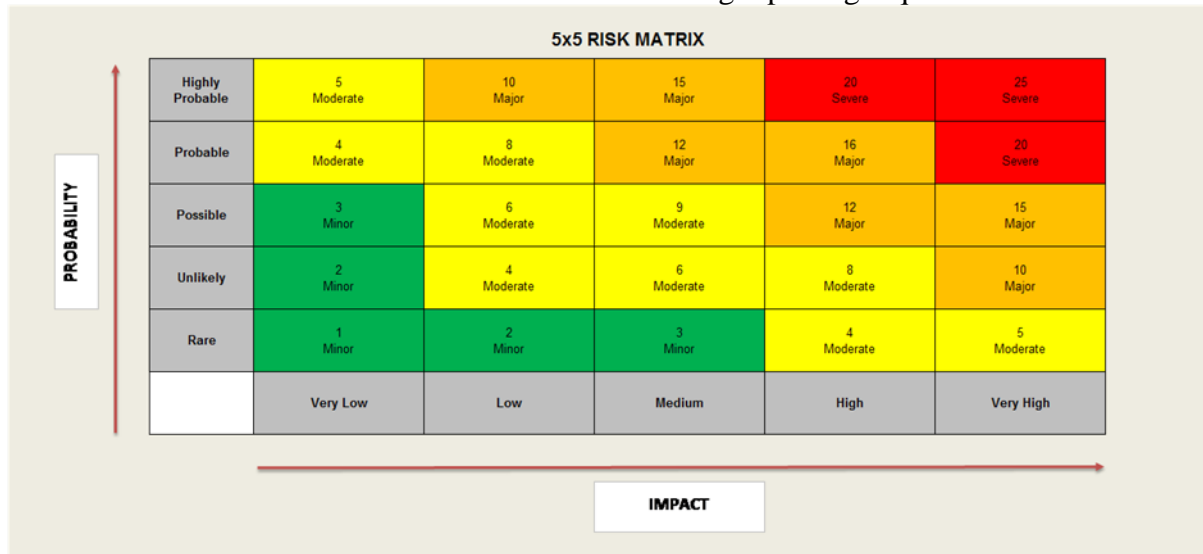 5x5 RISK MATRIX
Highly
Probable
5
Moderate
10
Major
15
Major
20
Severe
25
Severe
Probable
4
Moderate
8
Moderate
12
Major
16
Major
20
Severe
PROBABILITY
Possible
3
Minor
6
Moderate
9
Moderate
12
Major
15
Major
Unlikely
2
Minor
4
Moderate
6
Moderate
8
Moderate
10
Major
Rare
1
Minor
2
Minor
3
Minor
4
Moderate
5
Moderate
Very Low
Low
Medium
High
Very High
IMPACT